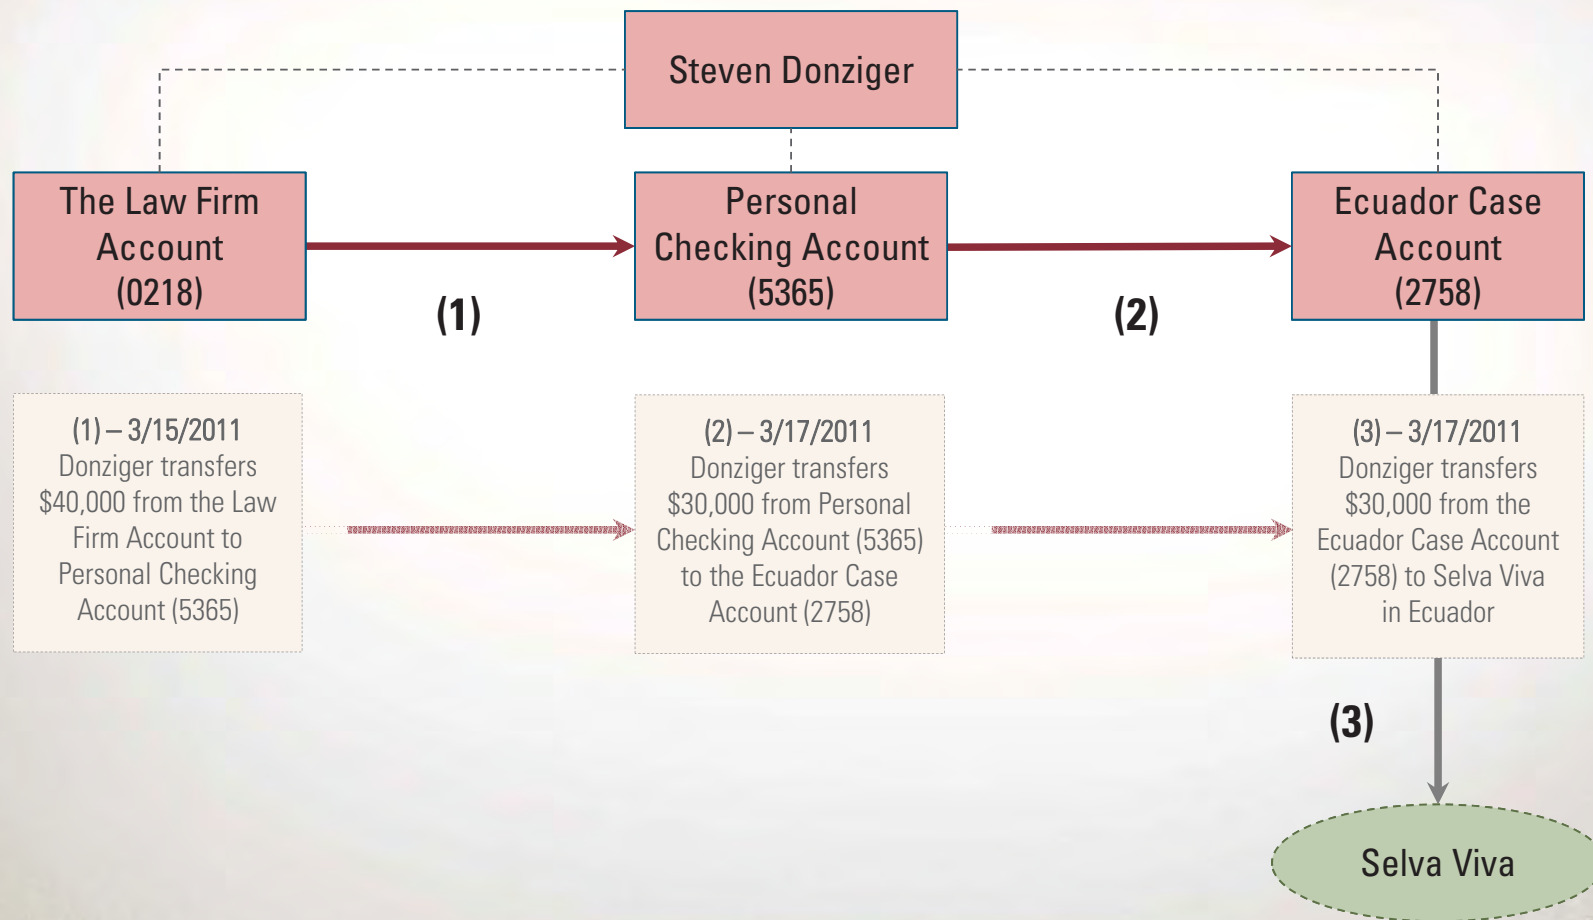 Steven Donziger
The Law Firm
Account
(0218)
Personal
Checking Account
(5365)
Ecuador Case
Account
(2758)
(1)
(2)
(1) – 3/15/2011
Donziger transfers
$40,000 from the Law
Firm Account to
Personal Checking
Account (5365)
(2) – 3/17/2011
Donziger transfers
$30,000 from Personal
Checking Account (5365)
to the Ecuador Case
Account (2758)
(3) – 3/17/2011
Donziger transfers
$30,000 from the
Ecuador Case Account
(2758) to Selva Viva
in Ecuador
(3)
Selva Viva